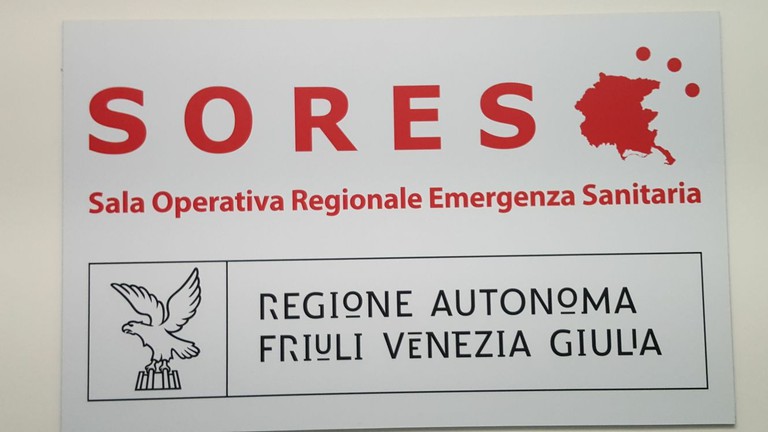 SORES
Sala Operativa Regionale Emergenza Sanitaria
REGIONE AUTONOMA
FRIULI VENEZIA GIULIA